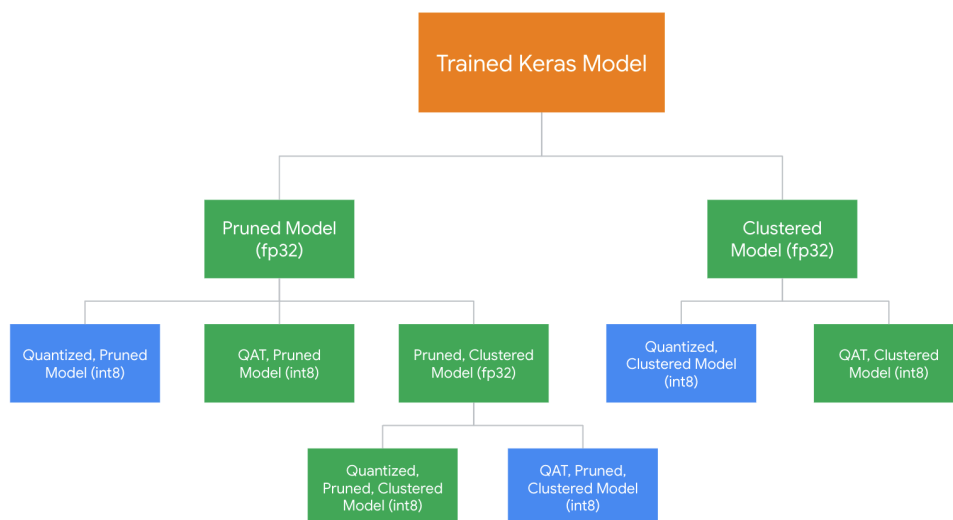 Trained Keras Model
Pruned Model
(fp32)
Clustered
Model (fp32)
Quantized, Pruned
Model (int8)
QAT, Pruned
Model (int8)
Pruned, Clustered
Model (fp32)
Quantized,
Clustered Model
(int8)
QAT, Clustered
Model (int8)
Quantized,
Pruned, Clustered
Model (int8)
QAT, Pruned,
Clustered Model
(int8)